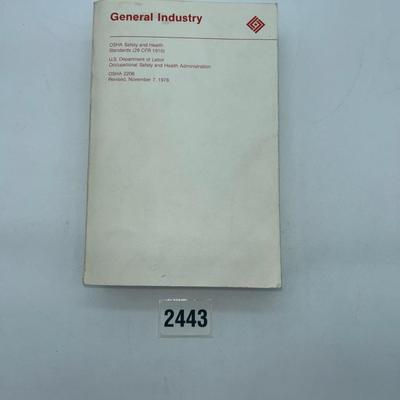 General Industry
OSHA Safety and Health
Standards (29 CFR 1910)
U.S. Department of Labor
Occupational Safety and Health Administration
OSHA 2206
Revised, November 7, 1978
2443